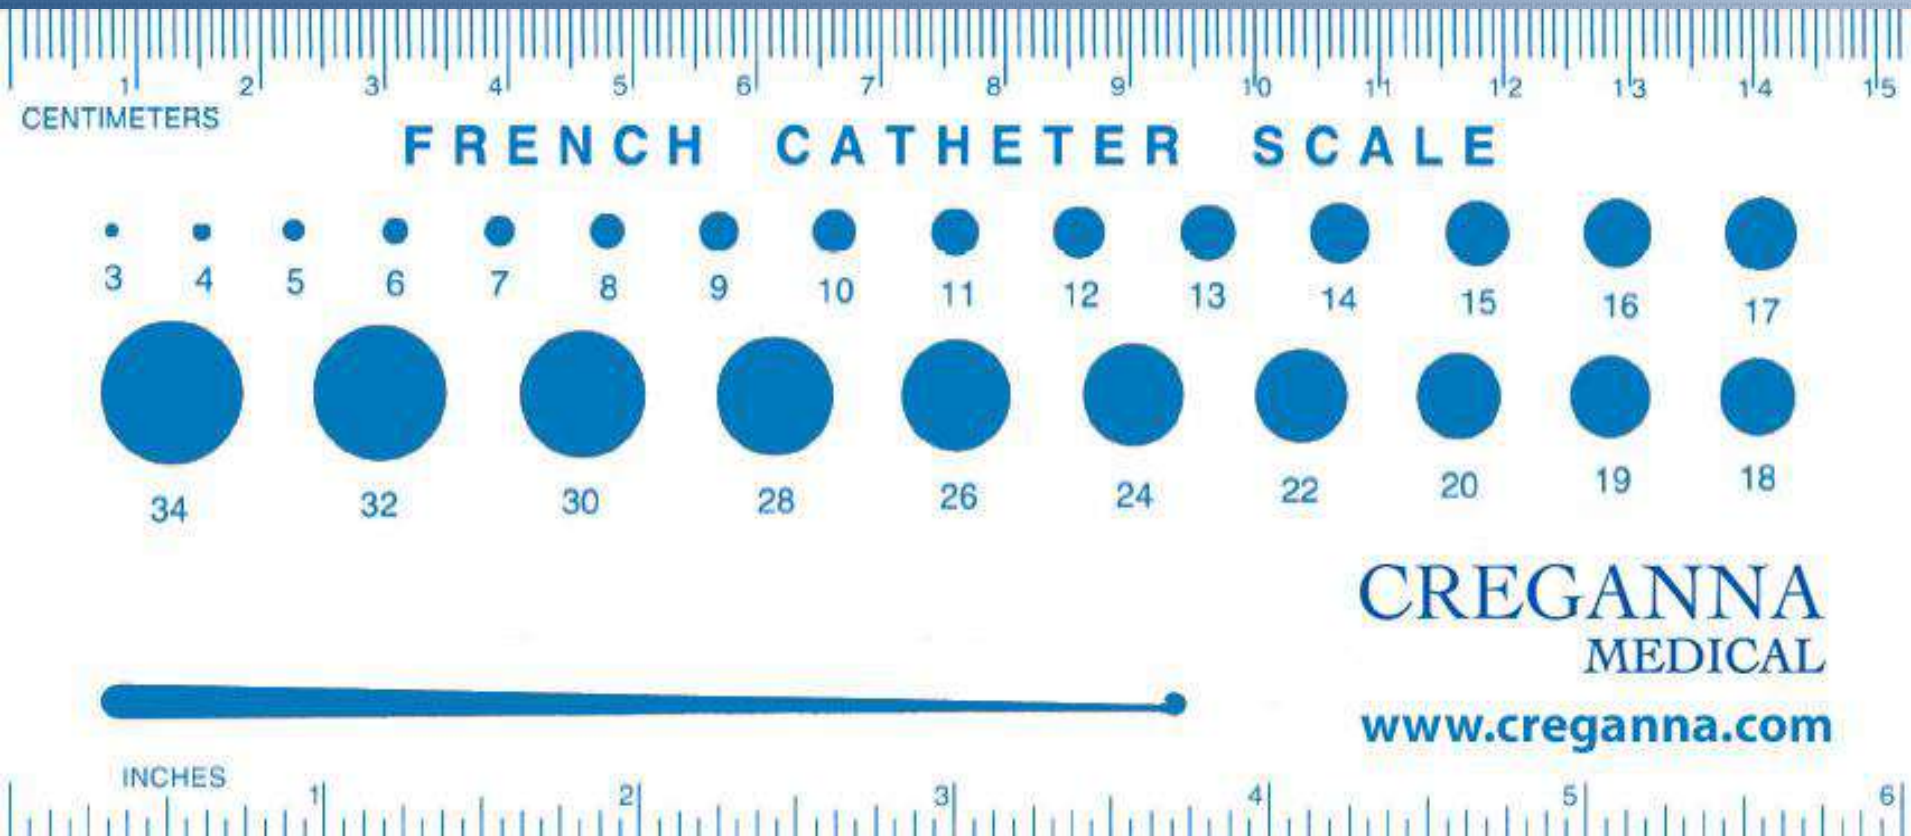 1 2 3 4 5 6 7 8 9 10 11 12 13 14 15
CENTIMETERS
FRENCH CATHETER SCALE
3 4 5 6 7 8 9 10 11 12 13 14 15 16 17
34 32 30 28 26 24 22 20 19 18
CREGANNA
MEDICAL
www.creganna.com
INCHES
1 2 3 4 5 6